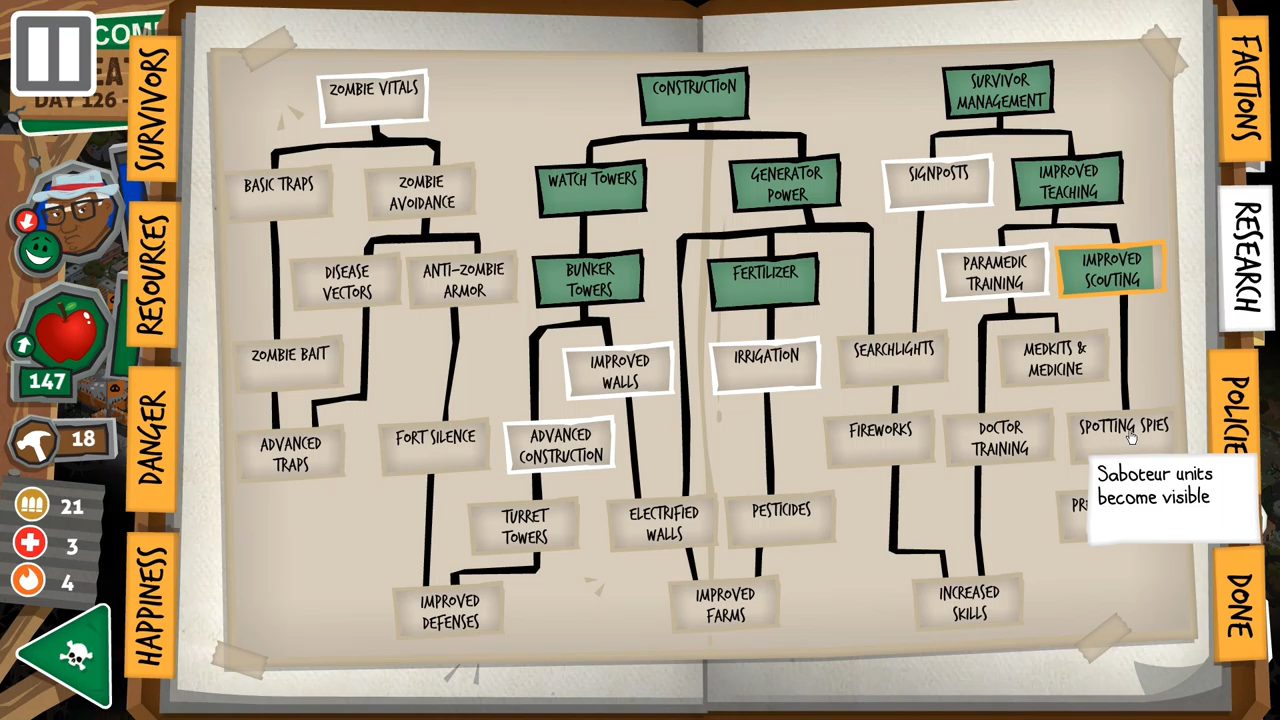 COM
EA
DAY 126 -
147
18
21
3
4
SURVIVORS
RESOURCES
DANGER
HAPPINESS
ZOMBIE VITALS
CONSTRUCTION
SURVIVOR
MANAGEMENT
BASIC TRAPS
ZOMBIE
AVOIDANCE
WATCH TOWERS
GENERATOR
POWER
SIGNPOSTS
IMPROVED
TEACHING
DISEASE
VECTORS
ANTI-ZOMBIE
ARMOR
BUNKER
TOWERS
FERTILIZER
PARAMEDIC
TRAINING
IMPROVED
SCOUTING
ZOMBIE BAIT
IMPROVED
WALLS
IRRIGATION
SEARCHLIGHTS
MEDKITS &
MEDICINE
ADVANCED
TRAPS
FORT SILENCE
ADVANCED
CONSTRUCTION
FIREWORKS
DOCTOR
TRAINING
SPOTTING SPIES
Saboteur units
become visible
TURRET
TOWERS
ELECTRIFIED
WALLS
PESTICIDES
PR
IMPROVED
DEFENSES
IMPROVED
FARMS
INCREASED
SKILLS
FACTIONS
RESEARCH
POLICIE
DONE